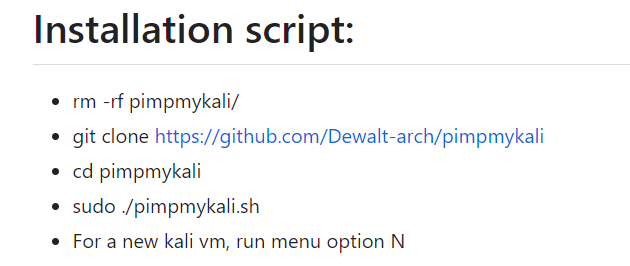 Installation script:
rm -rf pimpmykali/
git clone https://github.com/Dewalt-arch/pimpmykali
cd pimpmykali
sudo ./pimpmykali.sh
For a new kali vm, run menu option N